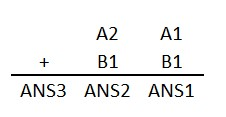 A2 A1
+ B1 B1
ANS3 ANS2 ANS1